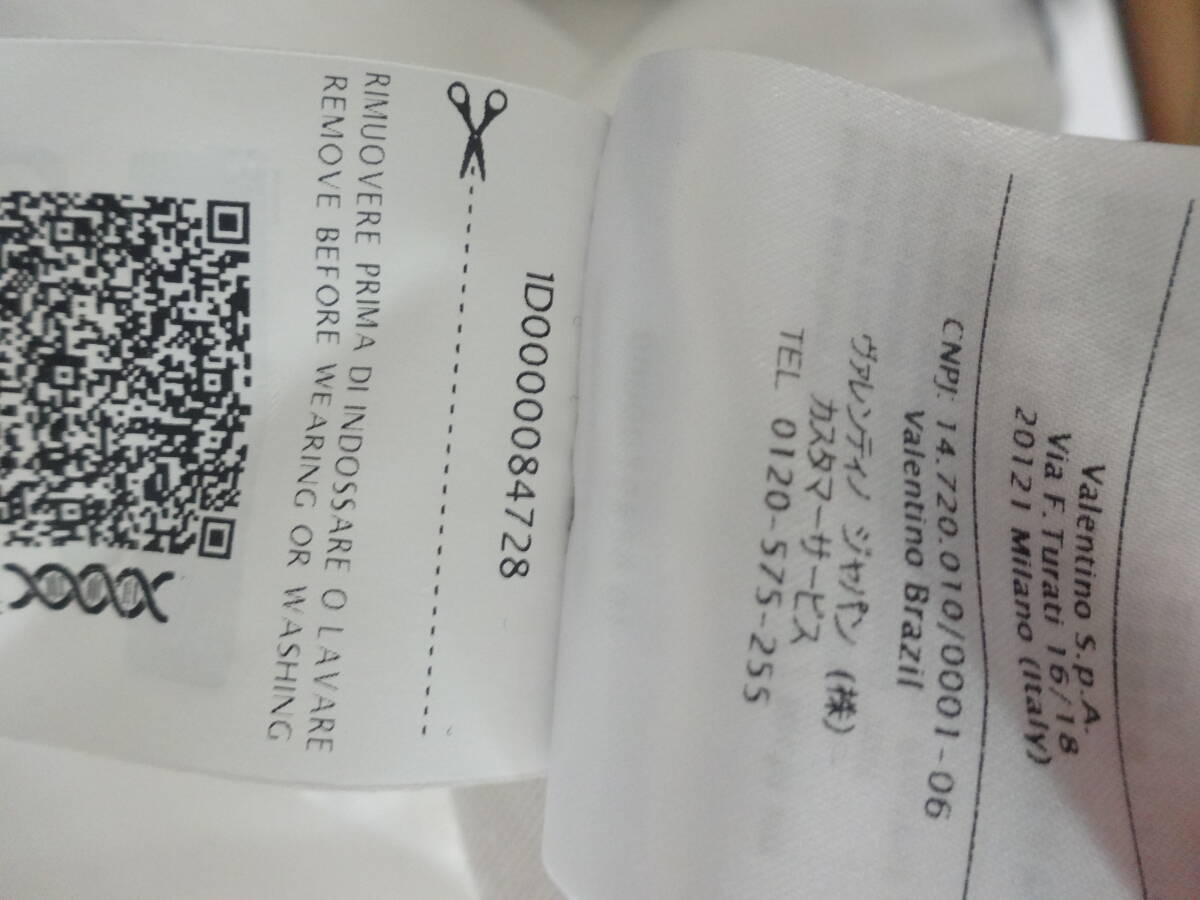 Valentino S.p.A.
Via F. Turati 16/18
20121 Milano (Italy)
CNPJ: 14.720.010/0001-06
Valentino Brazil
ヴァレンティノ ジャパン (株)
カスタマーサービス
TEL 0120-575-255
1D0000084728
RIMUOVERE PRIMA DI INDOSSARE O LAVARE
REMOVE BEFORE WEARING OR WASHING